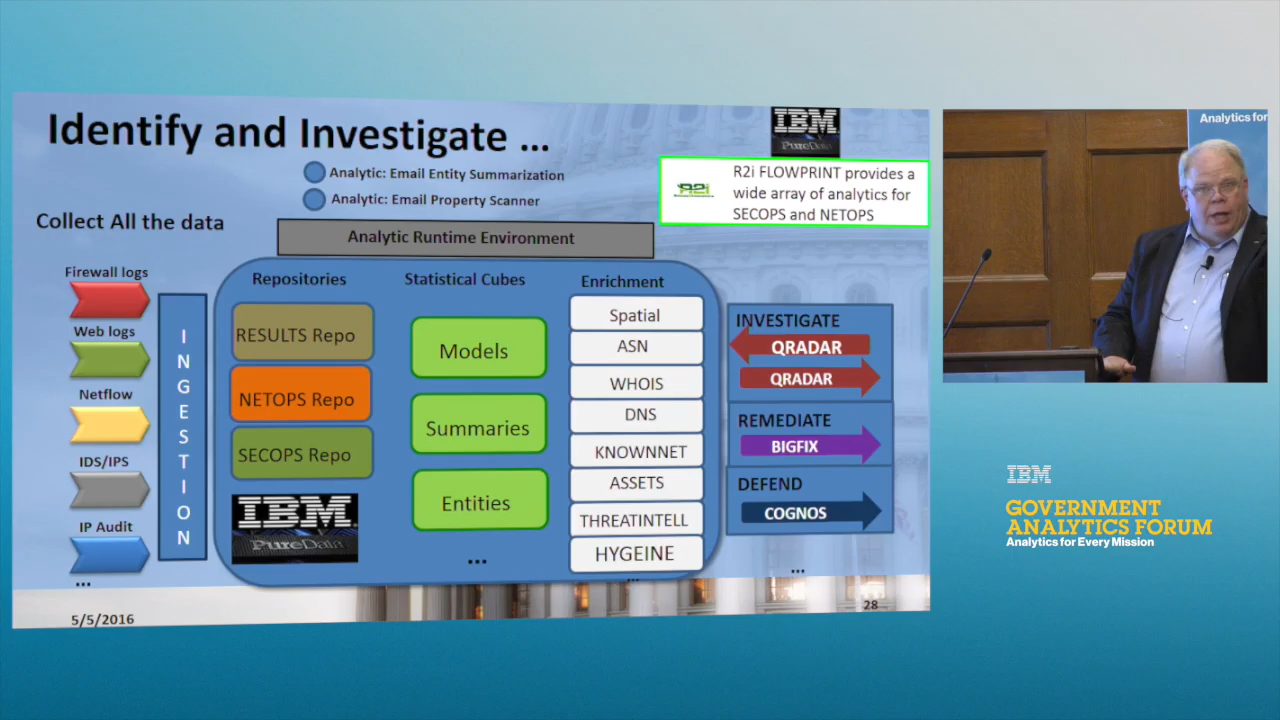 Identify and Investigate ...
IBM
PureData
Analytic: Email Entity Summarization
Analytic: Email Property Scanner
R2i
R2i FLOWPRINT provides a
wide array of analytics for
SECOPS and NETOPS
Collect All the data
Analytic Runtime Environment
Firewall logs
Web logs
Netflow
IDS/IPS
IP Audit
...
INGESTION
Repositories
RESULTS Repo
NETOPS Repo
SECOPS Repo
IBM
PureData
Statistical Cubes
Models
Summaries
Entities
...
Enrichment
Spatial
ASN
WHOIS
DNS
KNOWNNET
ASSETS
THREATINTELL
HYGEINE
...
INVESTIGATE
QRADAR
QRADAR
REMEDIATE
BIGFIX
DEFEND
COGNOS
...
5/5/2016
28
Analytics for
IBM
GOVERNMENT
ANALYTICS FORUM
Analytics for Every Mission